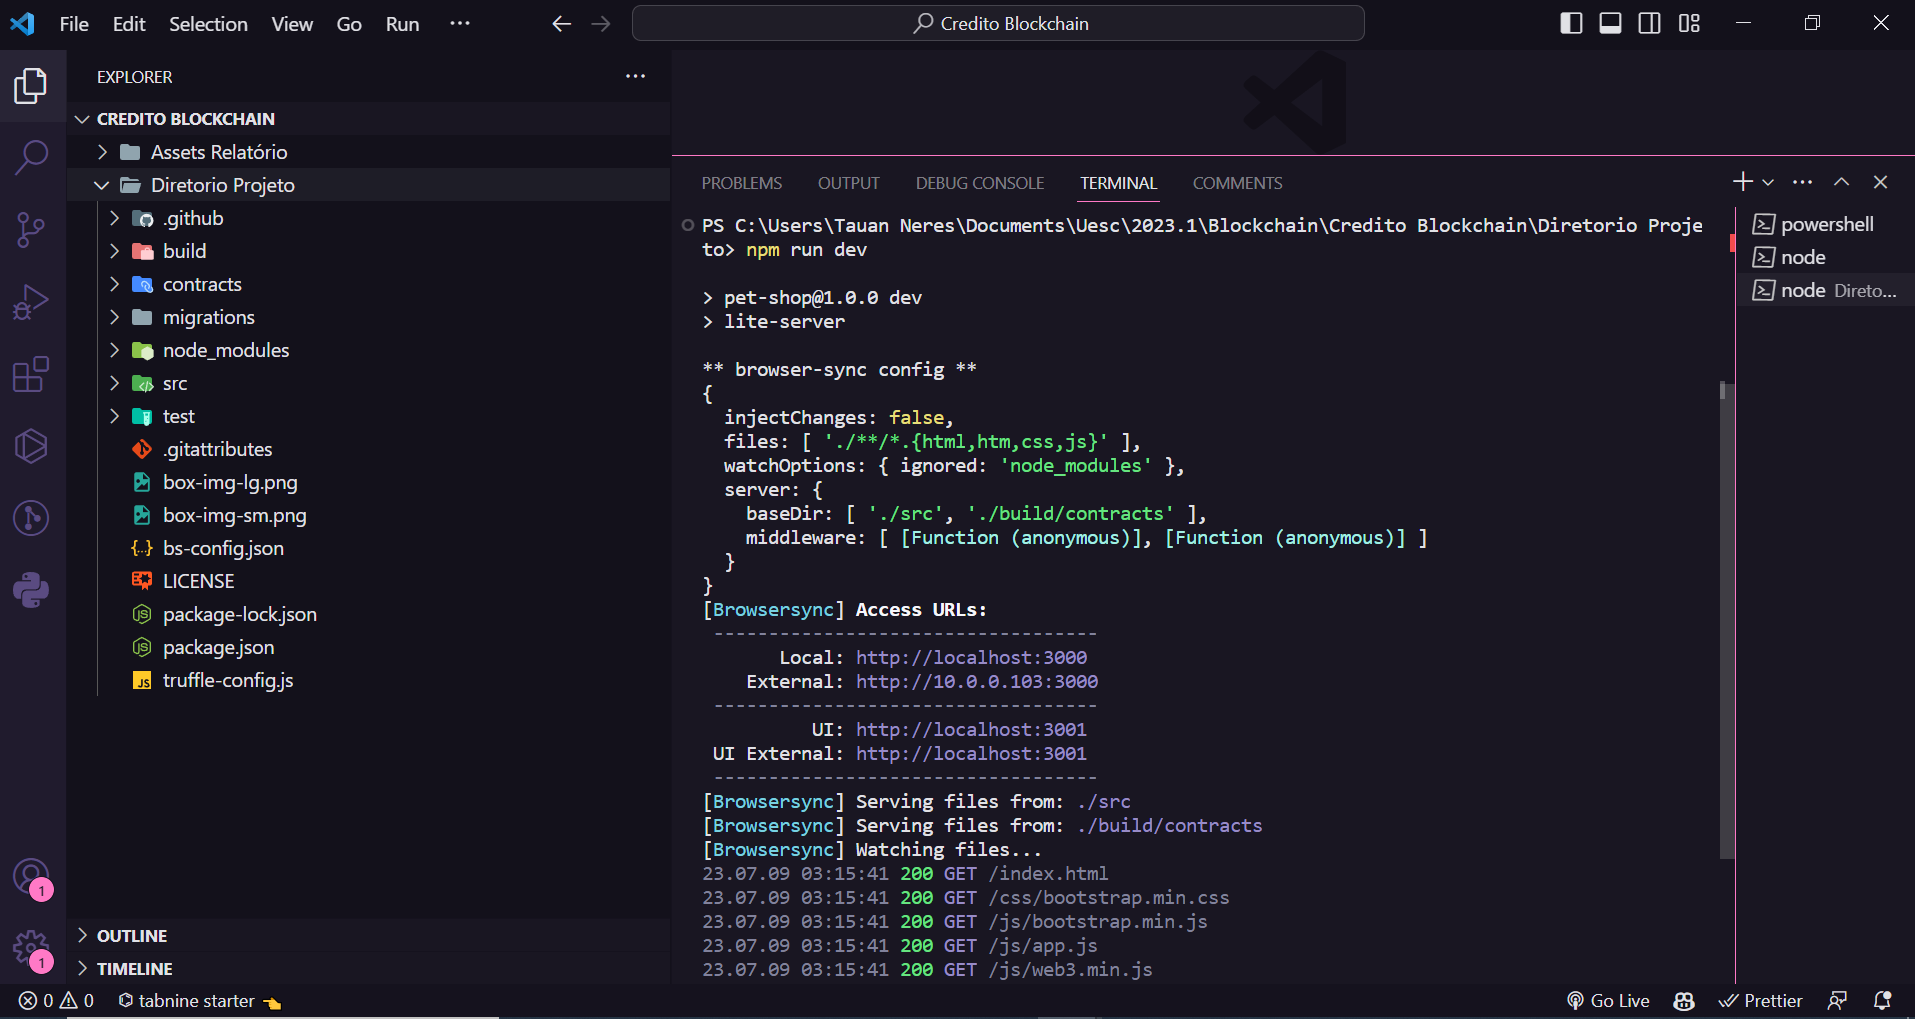 File Edit Selection View Go Run ···
Credito Blockchain
EXPLORER ···
CREDITO BLOCKCHAIN
Assets Relatório
Diretorio Projeto
.github
build
contracts
migrations
node_modules
src
test
.gitattributes
box-img-lg.png
box-img-sm.png
bs-config.json
LICENSE
package-lock.json
package.json
truffle-config.js
OUTLINE
TIMELINE
1
1
PROBLEMS OUTPUT DEBUG CONSOLE TERMINAL COMMENTS
PS C:\Users\Tauan Neres\Documents\Uesc\2023.1\Blockchain\Credito Blockchain\Diretorio Proje
to> npm run dev
> pet-shop@1.0.0 dev
> lite-server
** browser-sync config **
{
injectChanges: false,
files: [ './**/*.{html,htm,css,js}' ],
watchOptions: { ignored: 'node_modules' },
server: {
baseDir: [ './src', './build/contracts' ],
middleware: [ [Function (anonymous)], [Function (anonymous)] ]
}
}
[Browsersync] Access URLs:
-----------------------------------
Local: http://localhost:3000
External: http://10.0.0.103:3000
-----------------------------------
UI: http://localhost:3001
UI External: http://localhost:3001
-----------------------------------
[Browsersync] Serving files from: ./src
[Browsersync] Serving files from: ./build/contracts
[Browsersync] Watching files...
23.07.09 03:15:41 200 GET /index.html
23.07.09 03:15:41 200 GET /css/bootstrap.min.css
23.07.09 03:15:41 200 GET /js/bootstrap.min.js
23.07.09 03:15:41 200 GET /js/app.js
23.07.09 03:15:41 200 GET /js/web3.min.js
powershell
node
node Direto...
0 0 tabnine starter 👈
Go Live Prettier